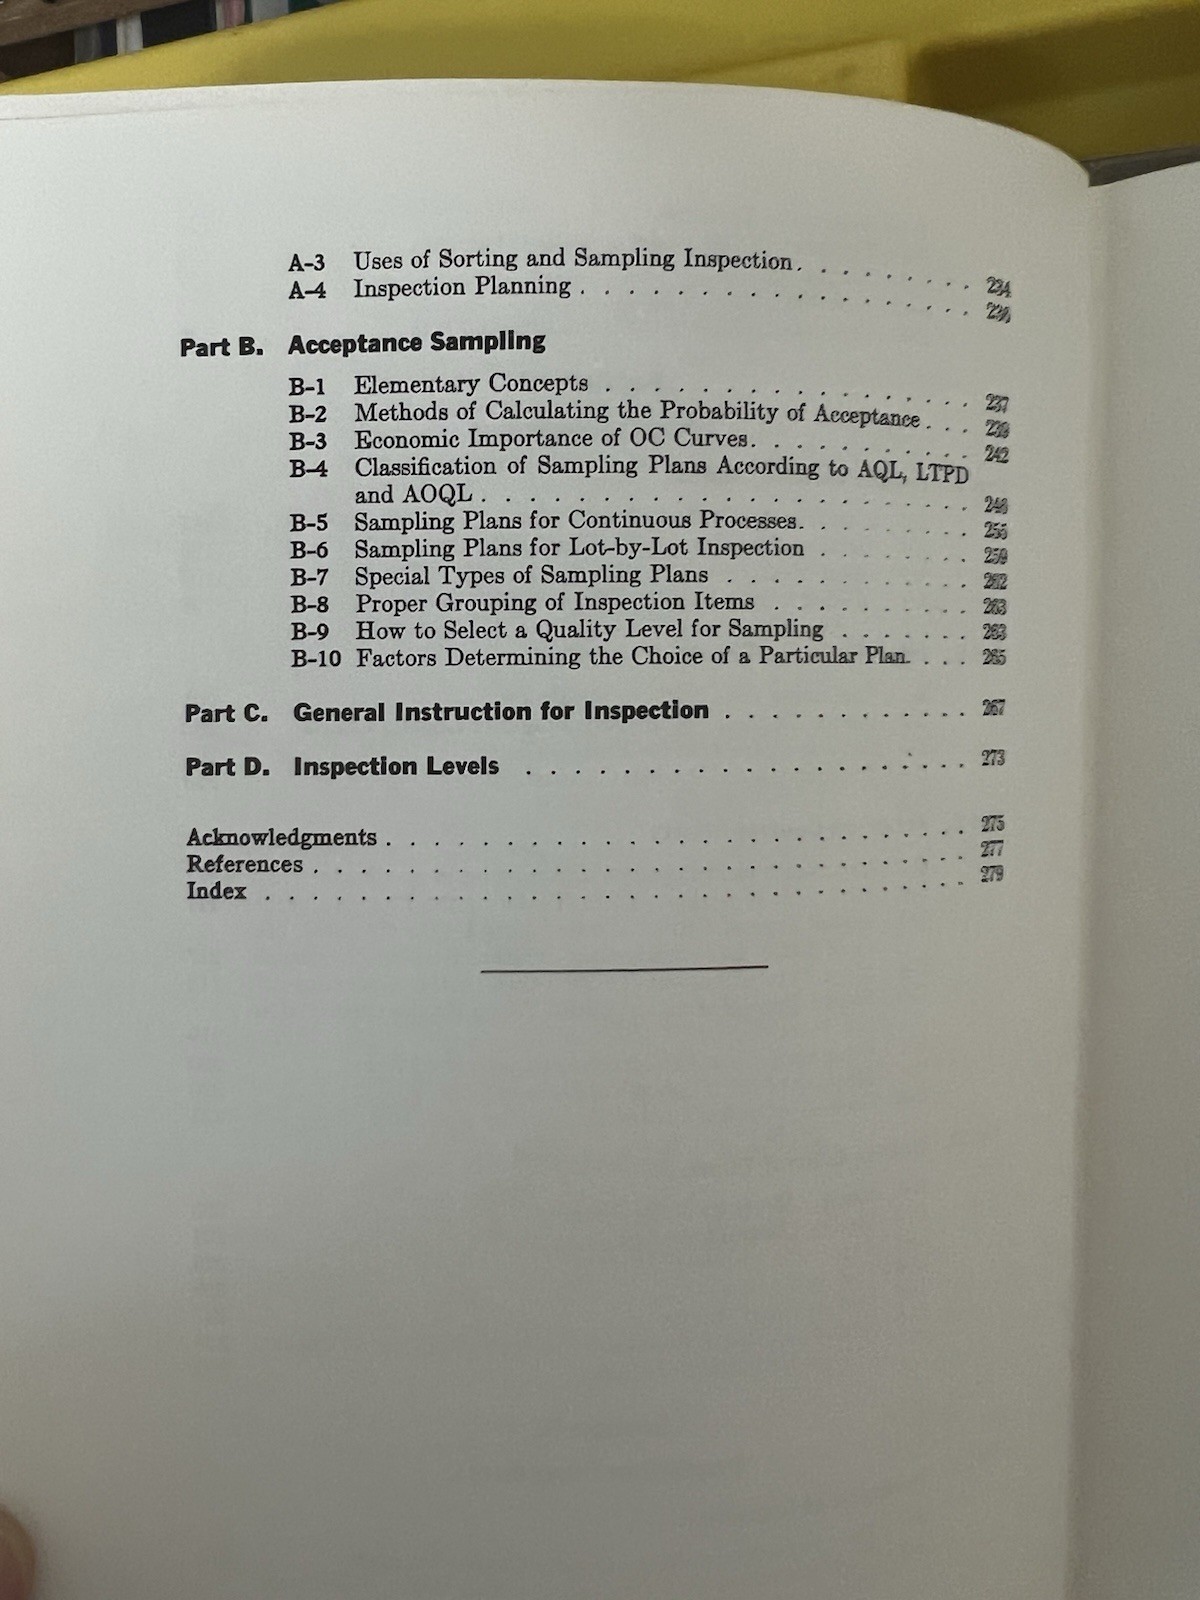 A-3 Uses of Sorting and Sampling Inspection. . . . . . . . . 234
A-4 Inspection Planning . . . . . . . . . . . . . . . . . 236
Part B. Acceptance Sampling
B-1 Elementary Concepts . . . . . . . . . . . . . . . . 237
B-2 Methods of Calculating the Probability of Acceptance . . . 239
B-3 Economic Importance of OC Curves. . . . . . . . . . 242
B-4 Classification of Sampling Plans According to AQL, LTPD
and AOQL . . . . . . . . . . . . . . . . . . . . .
B-5 Sampling Plans for Continuous Processes. . . . . . . . 255
B-6 Sampling Plans for Lot-by-Lot Inspection . . . . . . . 259
B-7 Special Types of Sampling Plans . . . . . . . . . . . 262
B-8 Proper Grouping of Inspection Items . . . . . . . . . 263
B-9 How to Select a Quality Level for Sampling . . . . . . . 263
B-10 Factors Determining the Choice of a Particular Plan. . . . 265
Part C. General Instruction for Inspection . . . . . . . . . . . . 267
Part D. Inspection Levels . . . . . . . . . . . . . . . . . . . 273
Acknowledgments . . . . . . . . . . . . . . . . . . . . . . 275
References . . . . . . . . . . . . . . . . . . . . . . . . . 277
Index . . . . . . . . . . . . . . . . . . . . . . . . . . . 279